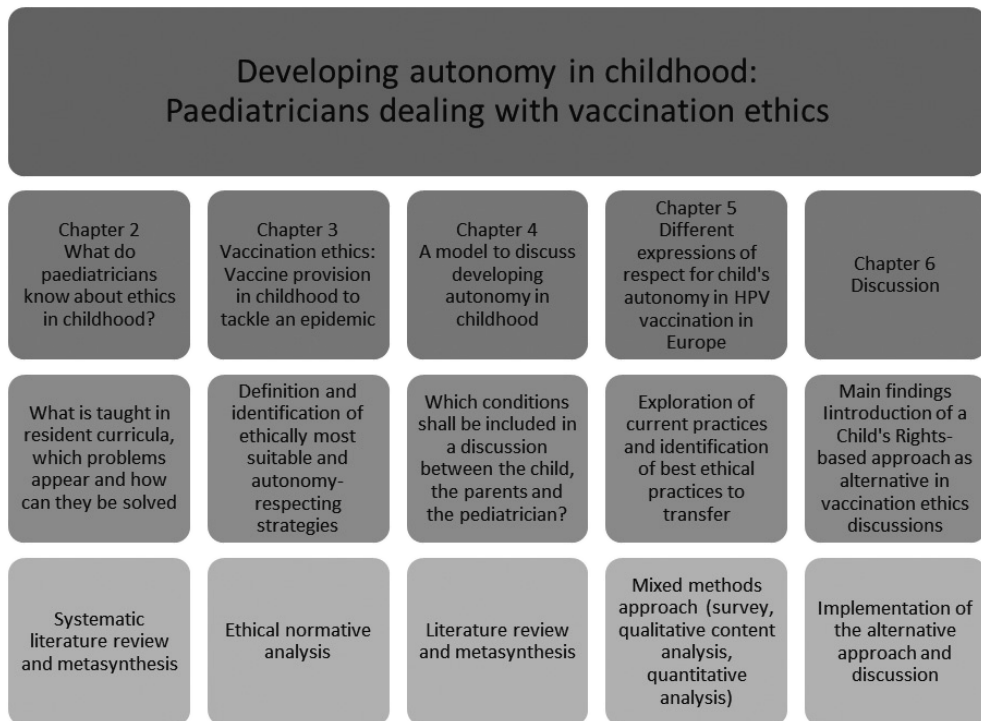 Developing autonomy in childhood:
Paediatricians dealing with vaccination ethics
Chapter 2
What do
paediatricians
know about ethics
in childhood?
Chapter 3
Vaccination ethics:
Vaccine provision
in childhood to
tackle an epidemic
Chapter 4
A model to discuss
developing
autonomy in
childhood
Chapter 5
Different
expressions of
respect for child's
autonomy in HPV
vaccination in
Europe
Chapter 6
Discussion
What is taught in
resident curricula,
which problems
appear and how
can they be solved
Definition and
identification of
ethically most
suitable and
autonomy-
respecting
strategies
Which conditions
shall be included in
a discussion
between the child,
the parents and
the pediatrician?
Exploration of
current practices
and identification
of best ethical
practices to
transfer
Main findings
Iintroduction of a
Child's Rights-
based approach as
alternative in
vaccination ethics
discussions
Systematic
literature review
and metasynthesis
Ethical normative
analysis
Literature review
and metasynthesis
Mixed methods
approach (survey,
qualitative content
analysis,
quantitative
analysis)
Implementation of
the alternative
approach and
discussion